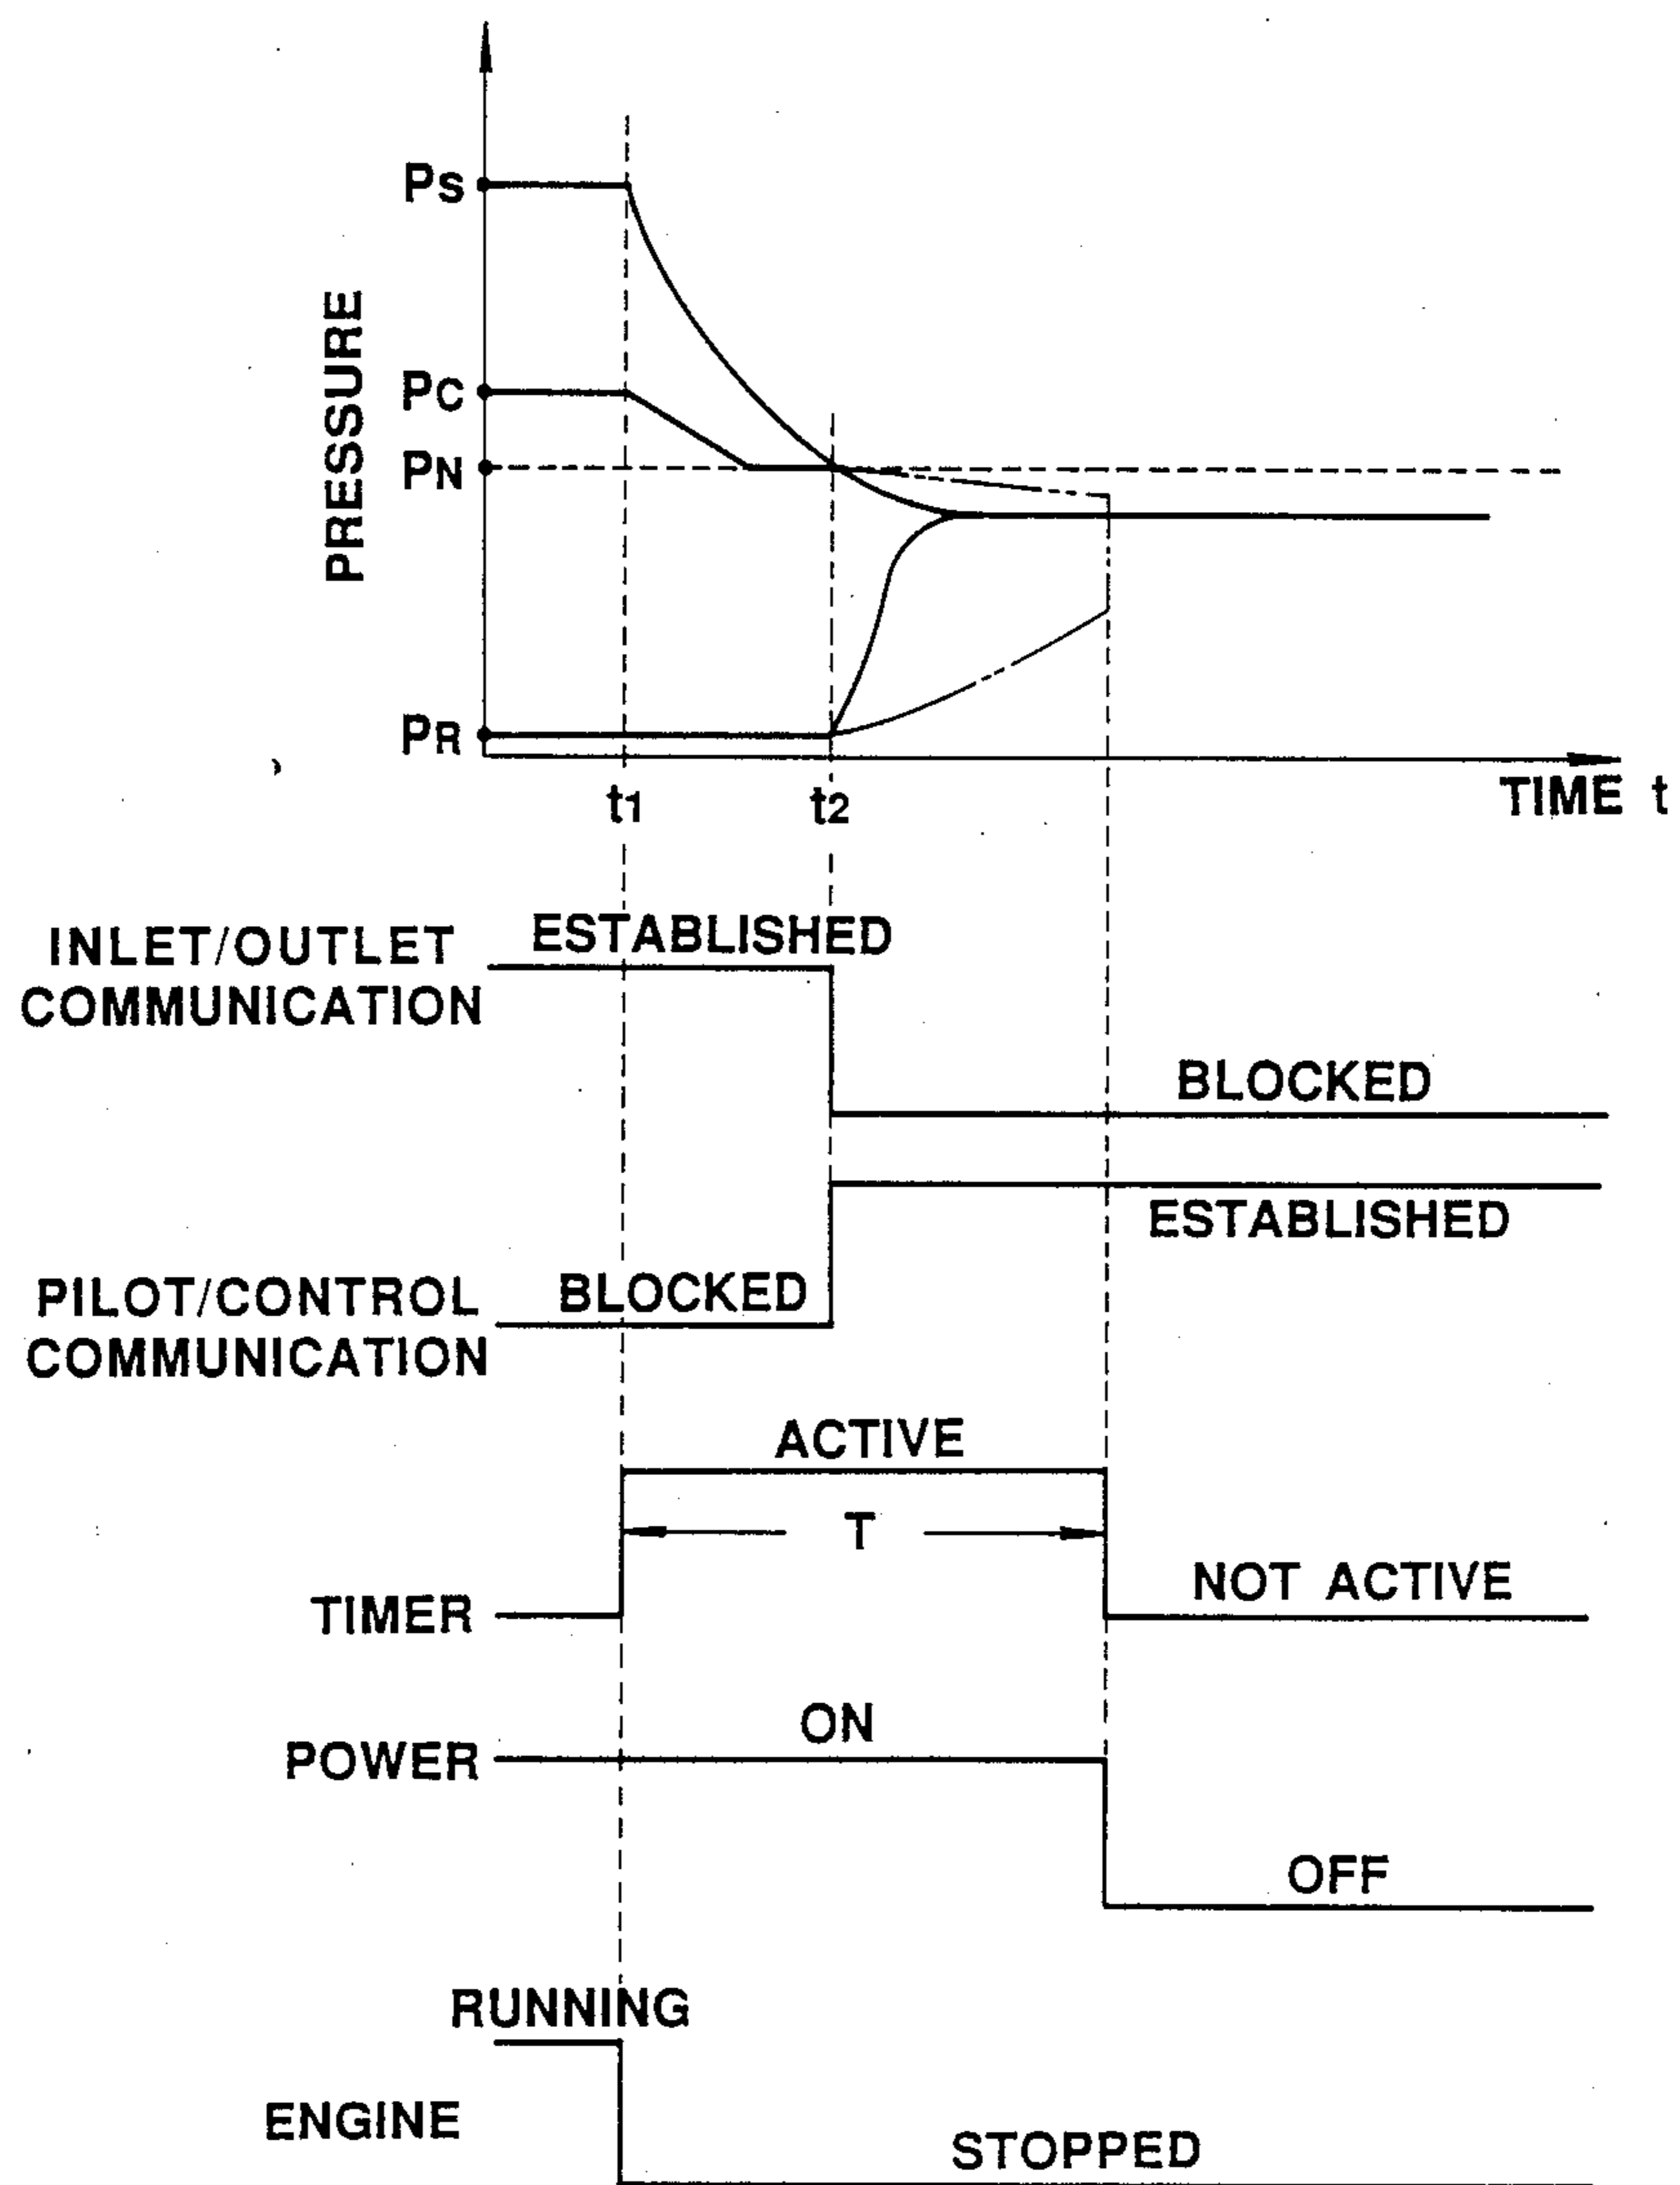 PRESSURE
PS
PC
PN
PR
t1
t2
TIME t
INLET/OUTLET
COMMUNICATION
ESTABLISHED
BLOCKED
ESTABLISHED
PILOT/CONTROL
COMMUNICATION
BLOCKED
ACTIVE
T
TIMER
NOT ACTIVE
POWER
ON
OFF
RUNNING
ENGINE
STOPPED